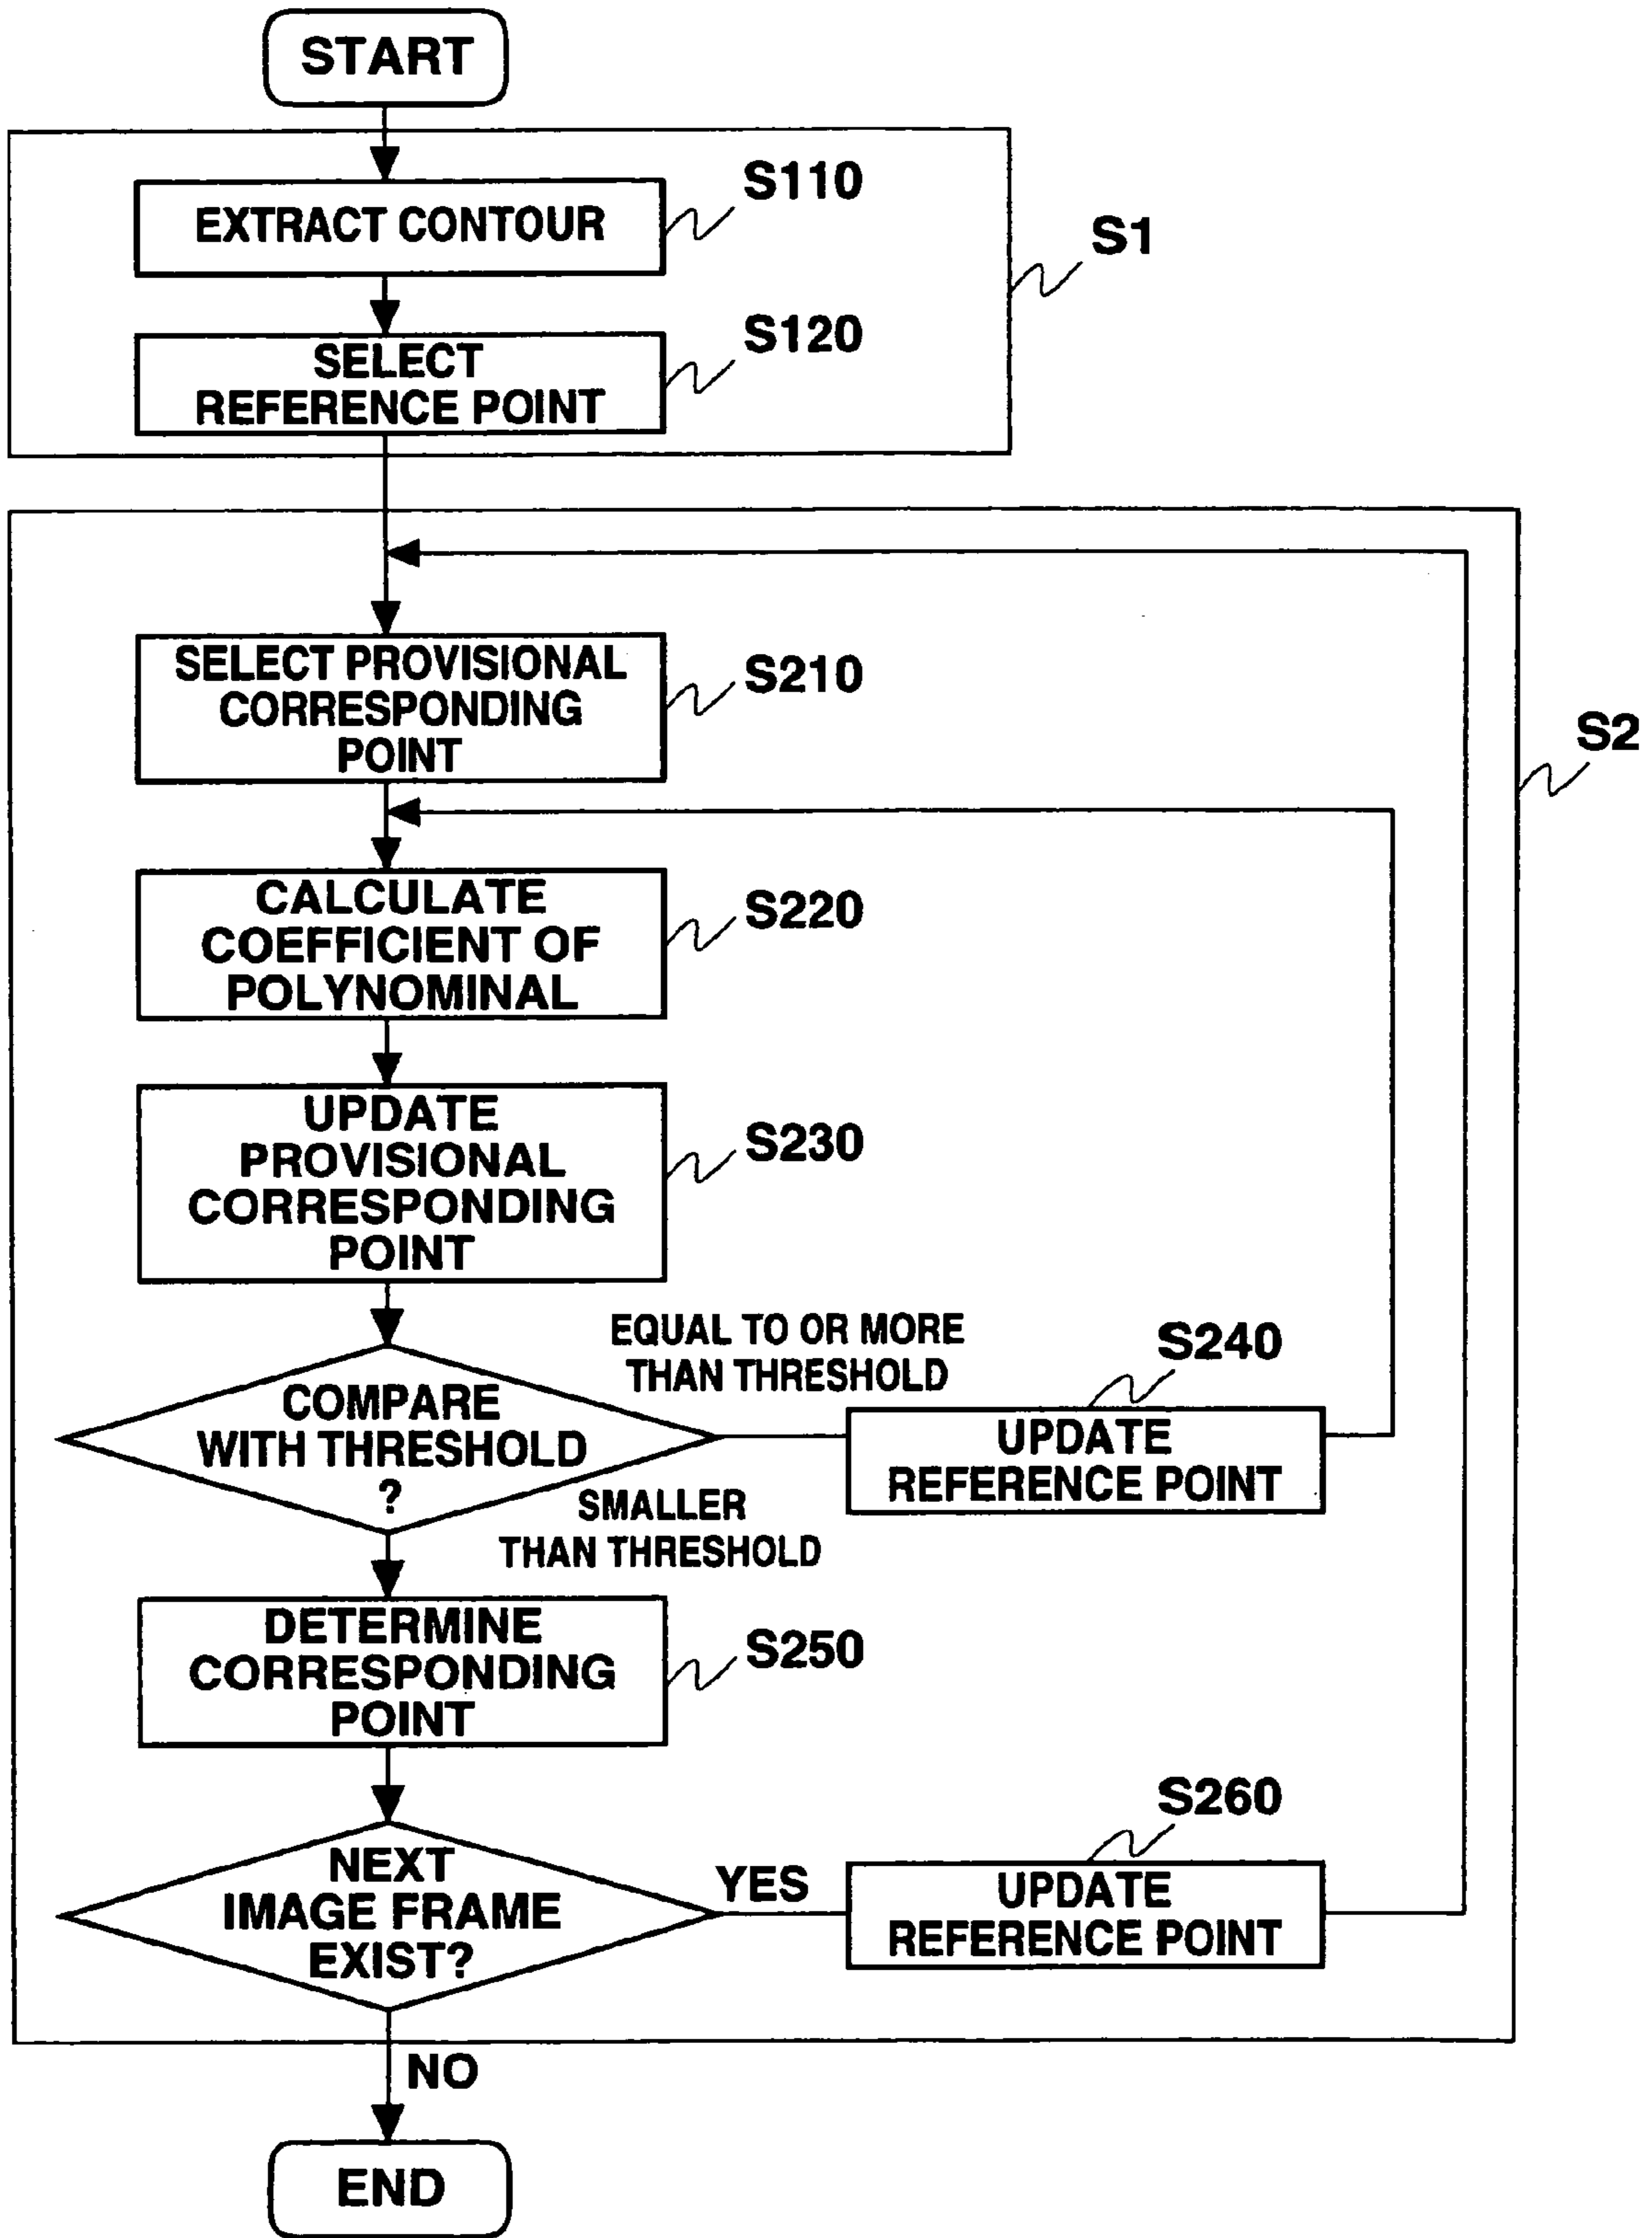 START
EXTRACT CONTOUR
S110
S1
SELECT
REFERENCE POINT
S120
SELECT PROVISIONAL
CORRESPONDING
POINT
S210
S2
CALCULATE
COEFFICIENT OF
POLYNOMINAL
S220
UPDATE
PROVISIONAL
CORRESPONDING
POINT
S230
COMPARE
WITH THRESHOLD
?
EQUAL TO OR MORE
THAN THRESHOLD
S240
UPDATE
REFERENCE POINT
SMALLER
THAN THRESHOLD
DETERMINE
CORRESPONDING
POINT
S250
NEXT
IMAGE FRAME
EXIST?
YES
S260
UPDATE
REFERENCE POINT
NO
END